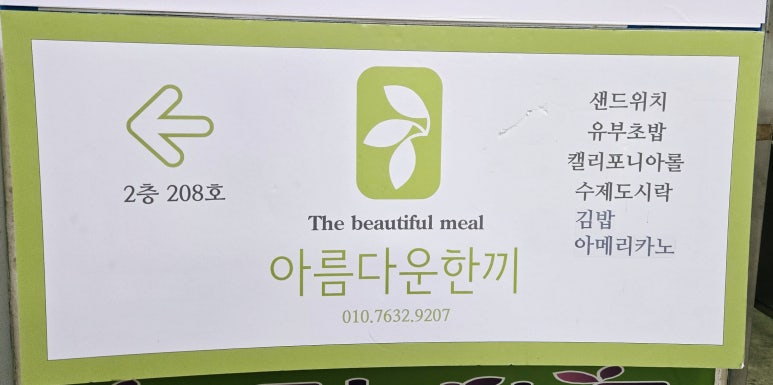 2층 208호
The beautiful meal
아름다운한끼
010.7632.9207
샌드위치
유부초밥
캘리포니아롤
수제도시락
김밥
아메리카노